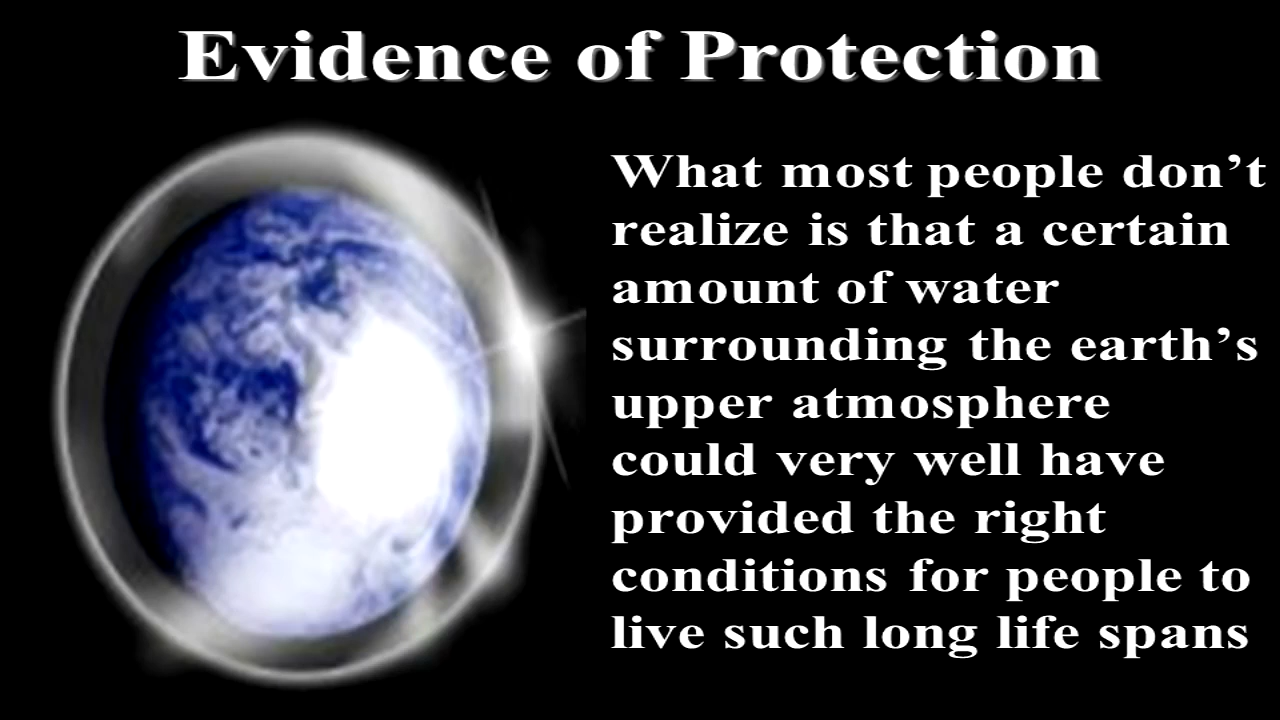 Evidence of Protection
What most people don’t
realize is that a certain
amount of water
surrounding the earth’s
upper atmosphere
could very well have
provided the right
conditions for people to
live such long life spans